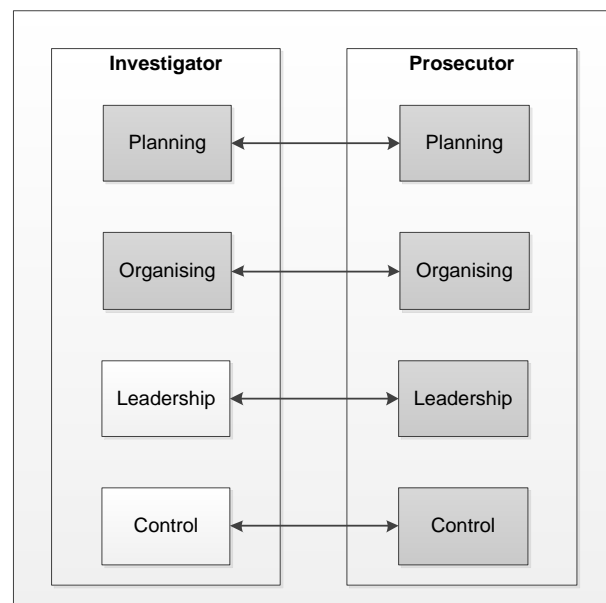 Investigator
Prosecutor
Planning
Planning
Organising
Organising
Leadership
Leadership
Control
Control